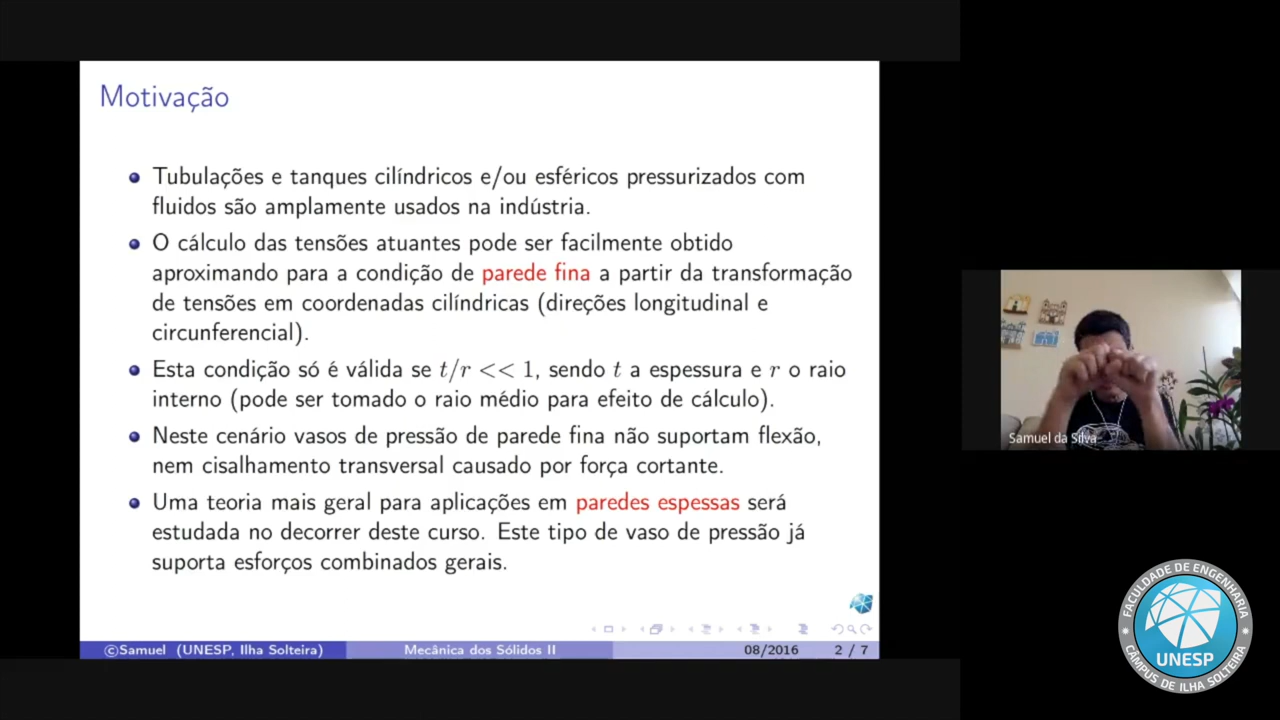 Motivação
Tubulações e tanques cilíndricos e/ou esféricos pressurizados com
fluidos são amplamente usados na indústria.
O cálculo das tensões atuantes pode ser facilmente obtido
aproximando para a condição de parede fina a partir da transformação
de tensões em coordenadas cilíndricas (direções longitudinal e
circunferencial).
Esta condição só é válida se t/r << 1, sendo t a espessura e r o raio
interno (pode ser tomado o raio médio para efeito de cálculo).
Neste cenário vasos de pressão de parede fina não suportam flexão,
nem cisalhamento transversal causado por força cortante.
Uma teoria mais geral para aplicações em paredes espessas será
estudada no decorrer deste curso. Este tipo de vaso de pressão já
suporta esforços combinados gerais.
©Samuel (UNESP, Ilha Solteira) Mecânica dos Sólidos II 08/2016 2 / 7
Samuel da Silva
FACULDADE DE ENGENHARIA
UNESP
CÂMPUS DE ILHA SOLTEIRA